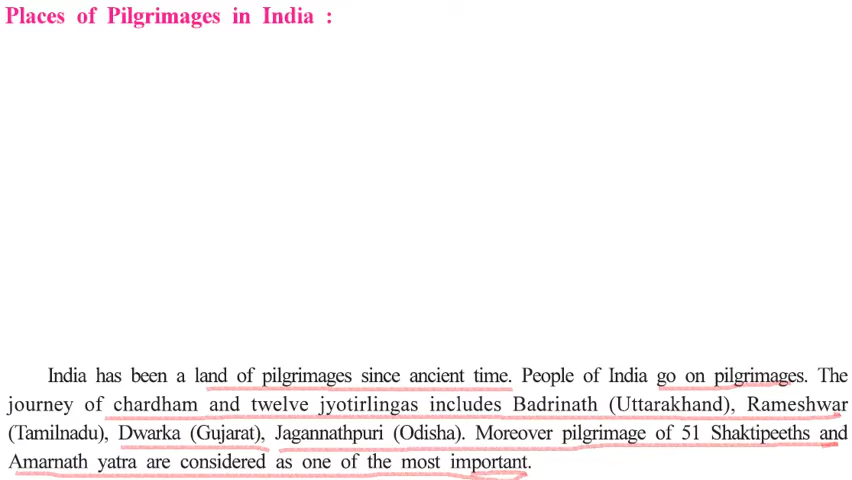 Places of Pilgrimages in India :
India has been a land of pilgrimages since ancient time. People of India go on pilgrimages. The
journey of chardham and twelve jyotirlingas includes Badrinath (Uttarakhand), Rameshwar
(Tamilnadu), Dwarka (Gujarat), Jagannathpuri (Odisha). Moreover pilgrimage of 51 Shaktipeeths and
Amarnath yatra are considered as one of the most important.